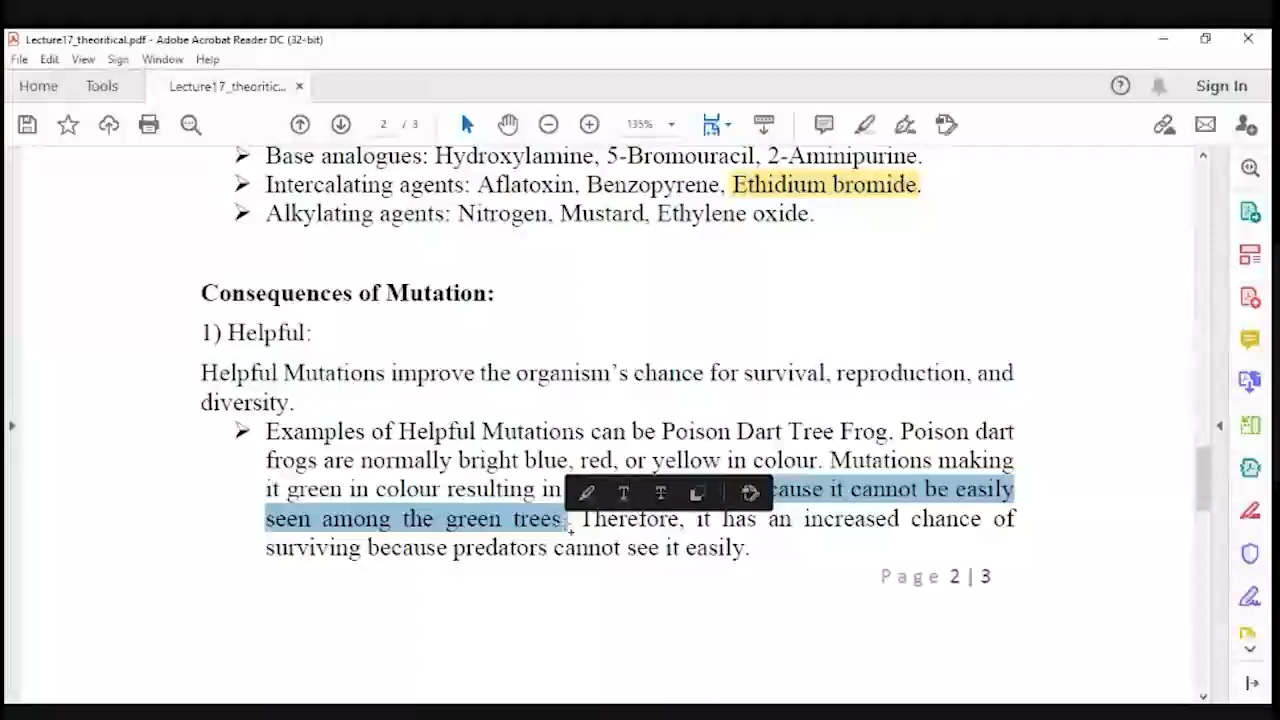 Lecture17_theoritical.pdf - Adobe Acrobat Reader DC (32-bit)
File Edit View Sign Window Help
Home Tools Lecture17_theoritic... × Sign In
2 / 3 135%
➢ Base analogues: Hydroxylamine, 5-Bromouracil, 2-Aminipurine.
➢ Intercalating agents: Aflatoxin, Benzopyrene, Ethidium bromide.
➢ Alkylating agents: Nitrogen, Mustard, Ethylene oxide.
Consequences of Mutation:
1) Helpful:
Helpful Mutations improve the organism's chance for survival, reproduction, and
diversity.
➢ Examples of Helpful Mutations can be Poison Dart Tree Frog. Poison dart
frogs are normally bright blue, red, or yellow in colour. Mutations making
it green in colour resulting in cause it cannot be easily
seen among the green trees. Therefore, it has an increased chance of
surviving because predators cannot see it easily.
Page 2 | 3